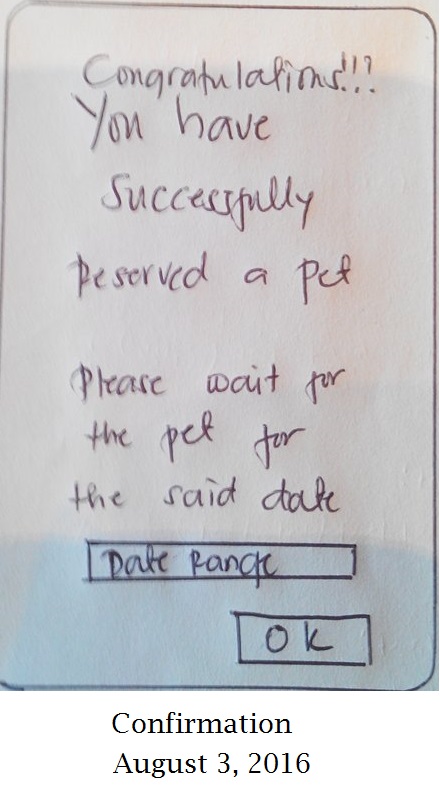 Congratulations!!!
You have
successfully
Reserved a pet
Please wait for
the pet for
the said date
Date Range
OK
Confirmation
August 3, 2016